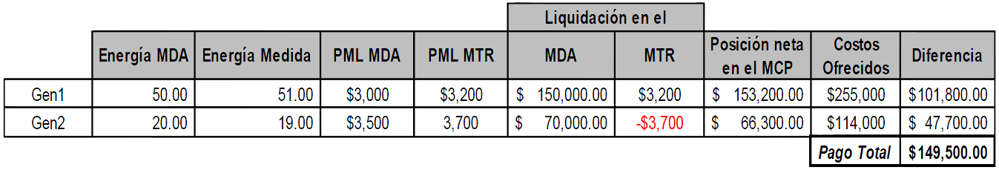 Liquidación en el
Energía MDA Energía Medida PML MDA PML MTR MDA MTR Posición neta en el MCP Costos Ofrecidos Diferencia
Gen1 50.00 51.00 $3,000 $3,200 $ 150,000.00 $3,200 $ 153,200.00 $255,000 $101,800.00
Gen2 20.00 19.00 $3,500 3,700 $ 70,000.00 -$3,700 $ 66,300.00 $114,000 $ 47,700.00
Pago Total $149,500.00